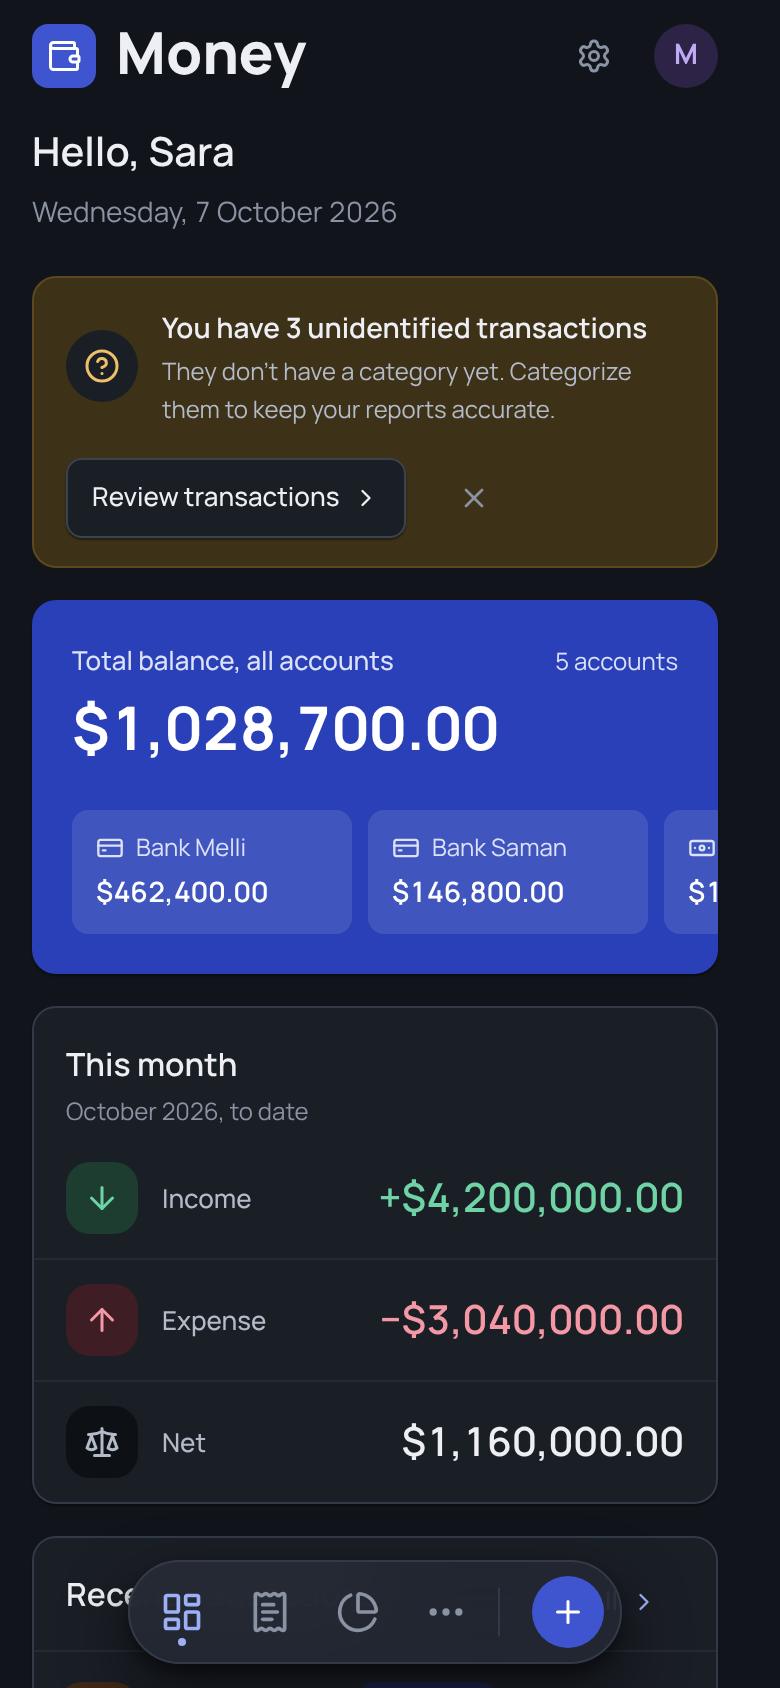 Money
M
Hello, Sara
Wednesday, 7 October 2026
You have 3 unidentified transactions
They don't have a category yet. Categorize
them to keep your reports accurate.
Review transactions
Total balance, all accounts
5 accounts
$1,028,700.00
Bank Melli
Bank Saman
$462,400.00
$146,800.00
$1
This month
October 2026, to date
Income
+$4,200,000.00
Expense
−$3,040,000.00
Net
$1,160,000.00